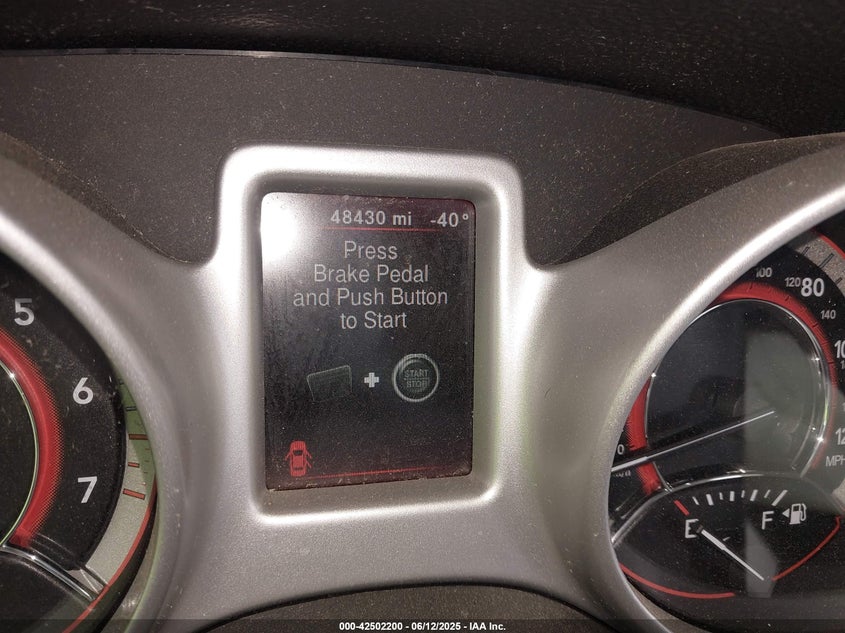 48430 mi -40°
Press
Brake Pedal
and Push Button
to Start
START
STOP
5
6
7
100
120
80
140
MPH
E
F
000-42502200 - 06/12/2025 - IAA Inc.